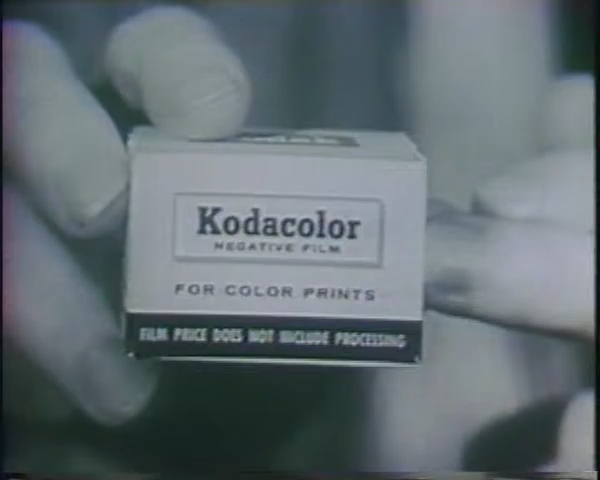 Kodacolor
NEGATIVE FILM
FOR COLOR PRINTS
FILM PRICE DOES NOT INCLUDE PROCESSING